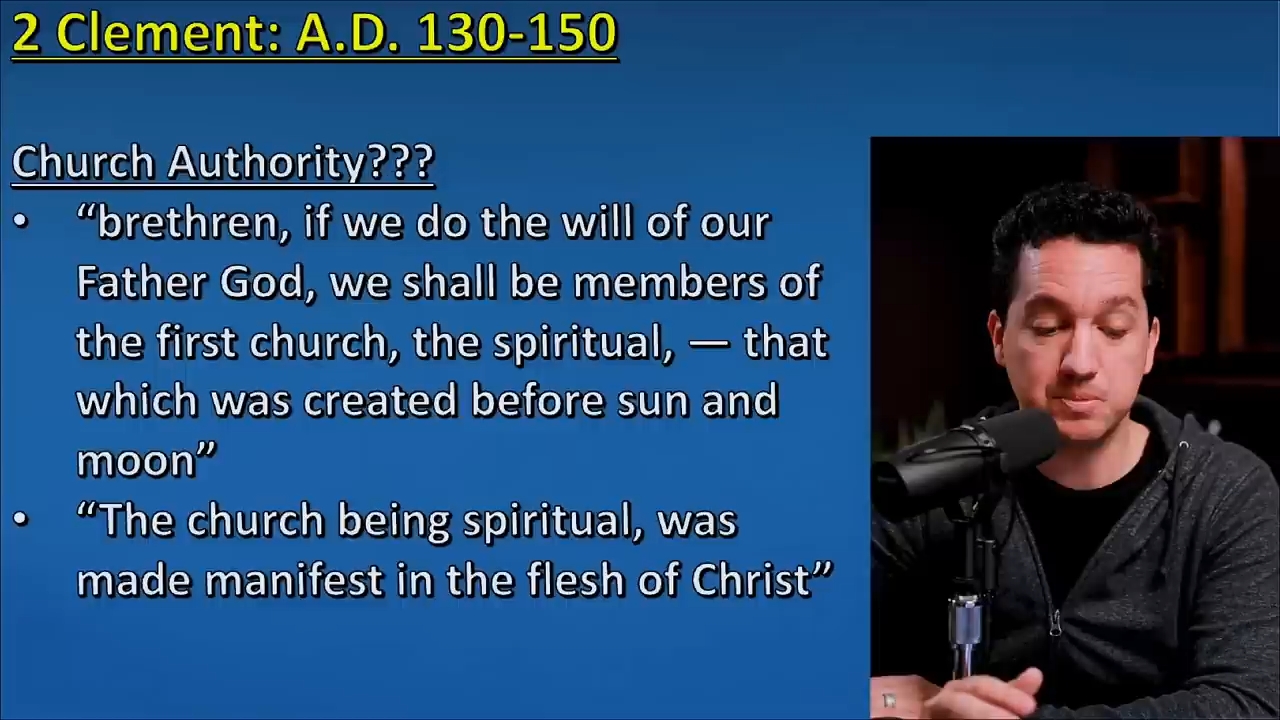 2 Clement: A.D. 130-150
Church Authority???
• “brethren, if we do the will of our
Father God, we shall be members of
the first church, the spiritual, — that
which was created before sun and
moon”
• “The church being spiritual, was
made manifest in the flesh of Christ”